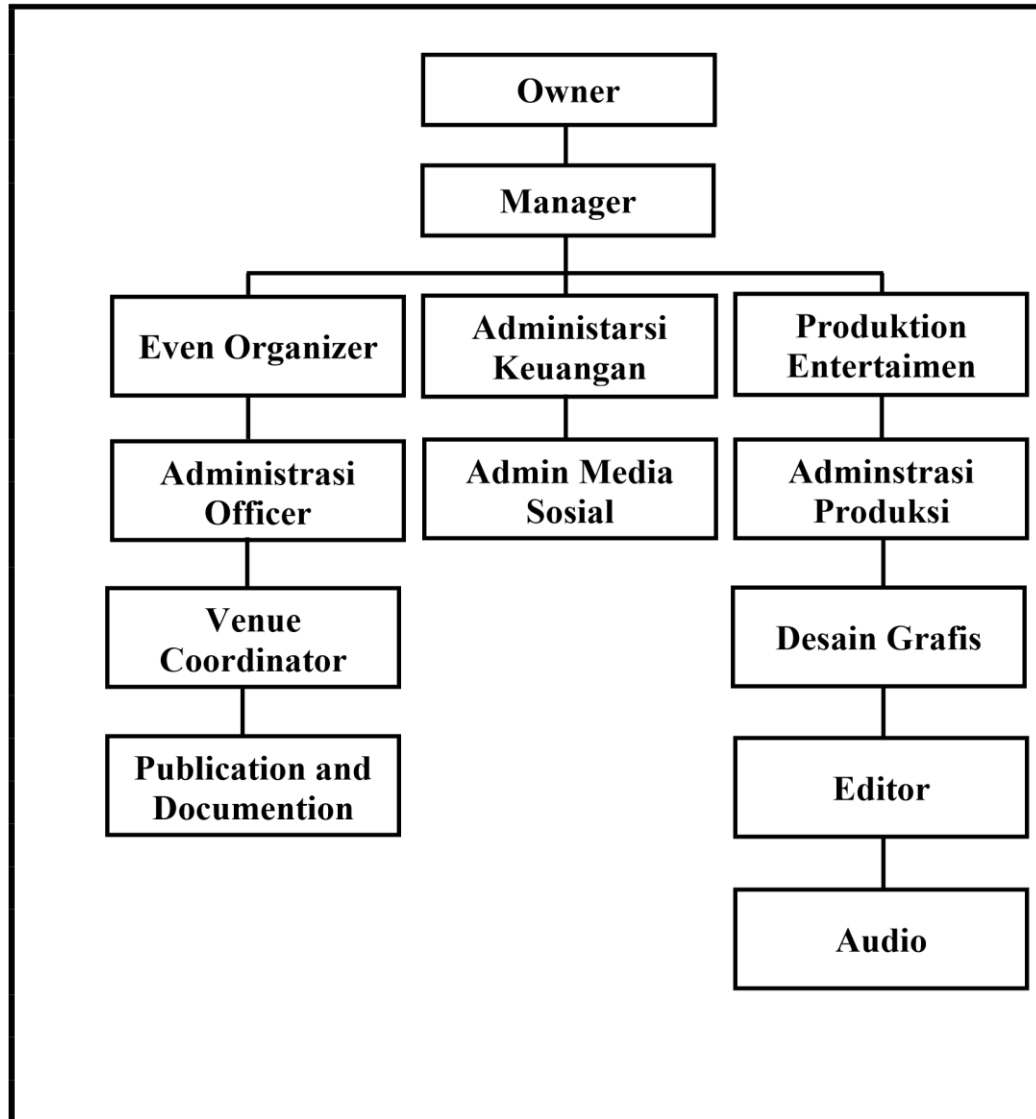 Owner
Manager
Even Organizer
Administarsi
Keuangan
Produktion
Entertaimen
Administrasi
Officer
Admin Media
Sosial
Adminstrasi
Produksi
Venue
Coordinator
Desain Grafis
Publication and
Documention
Editor
Audio